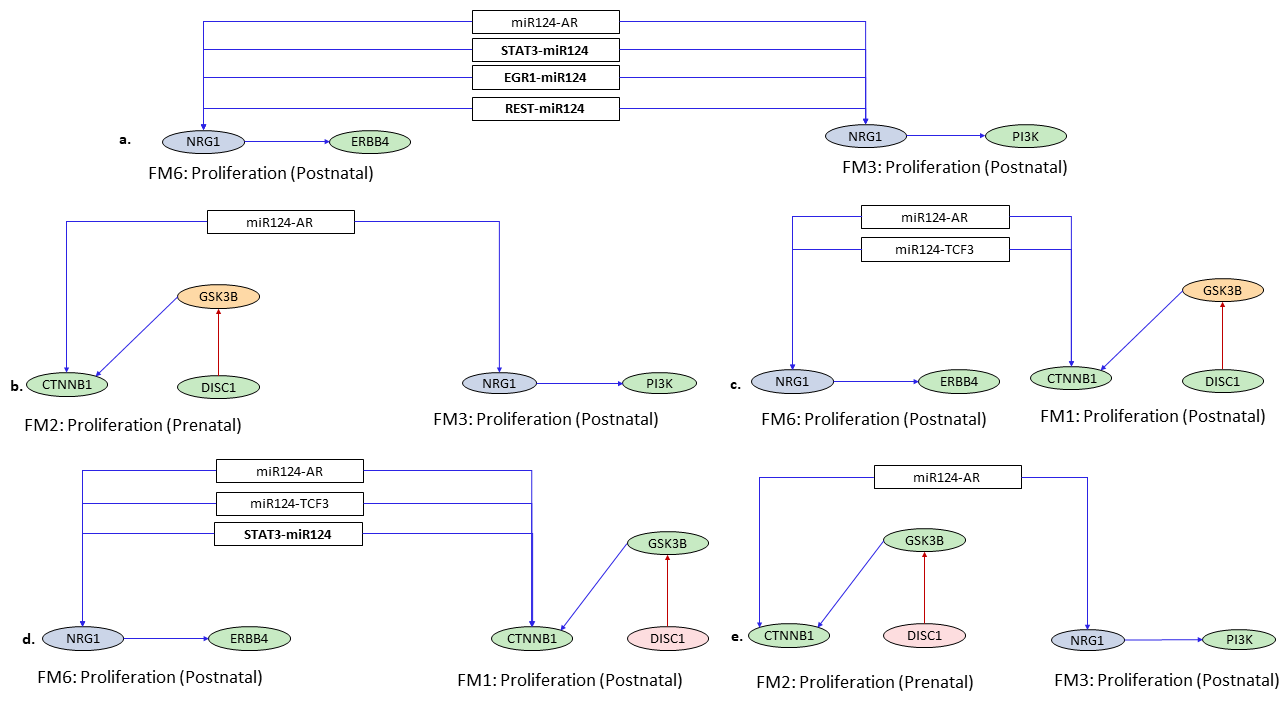 miR124-AR
STAT3-miR124
EGR1-miR124
REST-miR124
a.
NRG1
ERBB4
FM6: Proliferation (Postnatal)
NRG1
PI3K
FM3: Proliferation (Postnatal)
miR124-AR
GSK3B
b.
CTNNB1
DISC1
FM2: Proliferation (Prenatal)
NRG1
PI3K
FM3: Proliferation (Postnatal)
miR124-AR
miR124-TCF3
GSK3B
c.
NRG1
ERBB4
FM6: Proliferation (Postnatal)
CTNNB1
DISC1
FM1: Proliferation (Postnatal)
miR124-AR
miR124-TCF3
STAT3-miR124
GSK3B
d.
NRG1
ERBB4
FM6: Proliferation (Postnatal)
CTNNB1
DISC1
FM1: Proliferation (Postnatal)
miR124-AR
GSK3B
e.
CTNNB1
DISC1
FM2: Proliferation (Prenatal)
NRG1
PI3K
FM3: Proliferation (Postnatal)